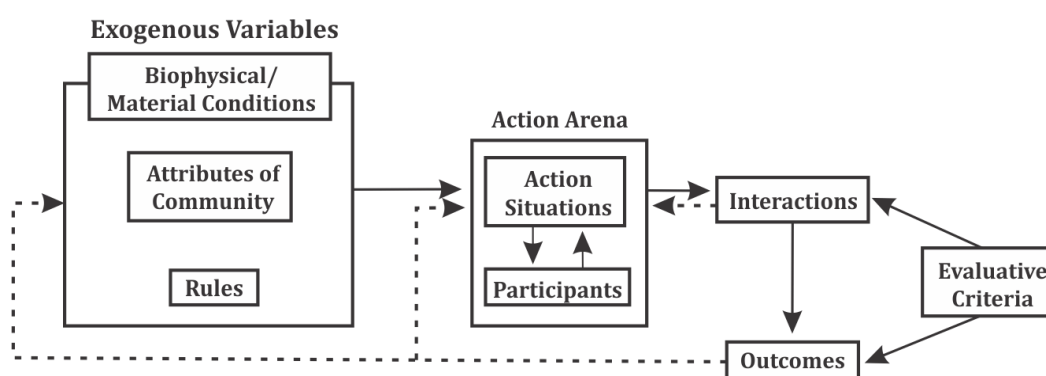 Exogenous Variables
Biophysical/
Material Conditions
Attributes of
Community
Rules
Action Arena
Action
Situations
Participants
Interactions
Outcomes
Evaluative
Criteria